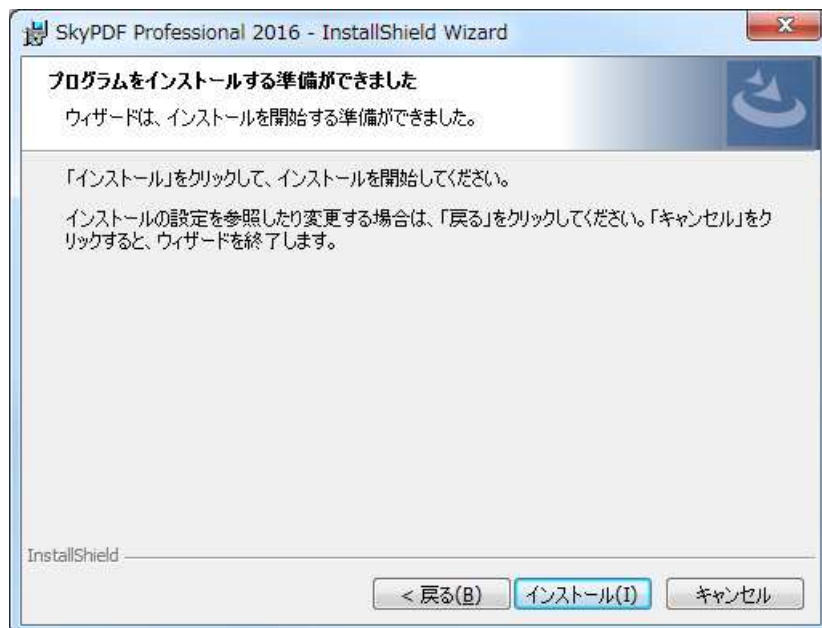 SkyPDF Professional 2016 - InstallShield Wizard
プログラムをインストールする準備ができました
ウィザードは、インストールを開始する準備ができました。
「インストール」をクリックして、インストールを開始してください。
インストールの設定を参照したり変更する場合は、「戻る」をクリックしてください。「キャンセル」をク
リックすると、ウィザードを終了します。
InstallShield
< 戻る(B) インストール(I) キャンセル